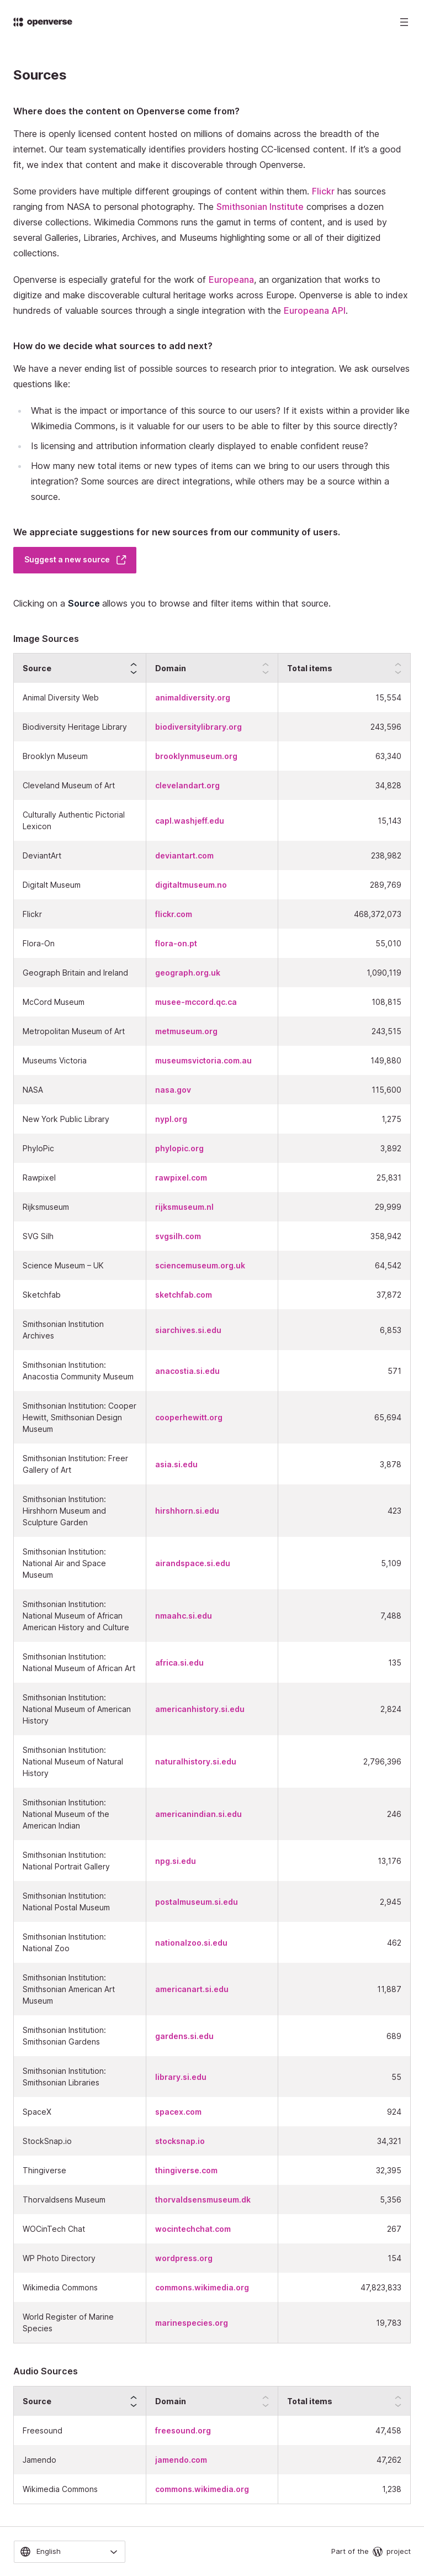 openverse
Sources
Where does the content on Openverse come from?
There is openly licensed content hosted on millions of domains across the breadth of the
internet. Our team systematically identifies providers hosting CC-licensed content. If it's a good
fit, we index that content and make it discoverable through Openverse.
Some providers have multiple different groupings of content within them. Flickr has sources
ranging from NASA to personal photography. The Smithsonian Institute comprises a dozen
diverse collections. Wikimedia Commons runs the gamut in terms of content, and is used by
several Galleries, Libraries, Archives, and Museums highlighting some or all of their digitized
collections.
Openverse is especially grateful for the work of Europeana, an organization that works to
digitize and make discoverable cultural heritage works across Europe. Openverse is able to index
hundreds of valuable sources through a single integration with the Europeana API.
How do we decide what sources to add next?
We have a never ending list of possible sources to research prior to integration. We ask ourselves
questions like:
What is the impact or importance of this source to our users? If it exists within a provider like
Wikimedia Commons, is it valuable for our users to be able to filter by this source directly?
Is licensing and attribution information clearly displayed to enable confident reuse?
How many new total items or new types of items can we bring to our users through this
integration? Some sources are direct integrations, while others may be a source within a
source.
We appreciate suggestions for new sources from our community of users.
Suggest a new source
Clicking on a Source allows you to browse and filter items within that source.
Image Sources
Source Domain Total items
Animal Diversity Web animaldiversity.org 15,554
Biodiversity Heritage Library biodiversitylibrary.org 243,596
Brooklyn Museum brooklynmuseum.org 63,340
Cleveland Museum of Art clevelandart.org 34,828
Culturally Authentic Pictorial
Lexicon capl.washjeff.edu 15,143
DeviantArt deviantart.com 238,982
Digitalt Museum digitaltmuseum.no 289,769
Flickr flickr.com 468,372,073
Flora-On flora-on.pt 55,010
Geograph Britain and Ireland geograph.org.uk 1,090,119
McCord Museum musee-mccord.qc.ca 108,815
Metropolitan Museum of Art metmuseum.org 243,515
Museums Victoria museumsvictoria.com.au 149,880
NASA nasa.gov 115,600
New York Public Library nypl.org 1,275
PhyloPic phylopic.org 3,892
Rawpixel rawpixel.com 25,831
Rijksmuseum rijksmuseum.nl 29,999
SVG Silh svgsilh.com 358,942
Science Museum – UK sciencemuseum.org.uk 64,542
Sketchfab sketchfab.com 37,872
Smithsonian Institution
Archives siarchives.si.edu 6,853
Smithsonian Institution:
Anacostia Community Museum anacostia.si.edu 571
Smithsonian Institution: Cooper
Hewitt, Smithsonian Design
Museum cooperhewitt.org 65,694
Smithsonian Institution: Freer
Gallery of Art asia.si.edu 3,878
Smithsonian Institution:
Hirshhorn Museum and
Sculpture Garden hirshhorn.si.edu 423
Smithsonian Institution:
National Air and Space
Museum airandspace.si.edu 5,109
Smithsonian Institution:
National Museum of African
American History and Culture nmaahc.si.edu 7,488
Smithsonian Institution:
National Museum of African Art africa.si.edu 135
Smithsonian Institution:
National Museum of American
History americanhistory.si.edu 2,824
Smithsonian Institution:
National Museum of Natural
History naturalhistory.si.edu 2,796,396
Smithsonian Institution:
National Museum of the
American Indian americanindian.si.edu 246
Smithsonian Institution:
National Portrait Gallery npg.si.edu 13,176
Smithsonian Institution:
National Postal Museum postalmuseum.si.edu 2,945
Smithsonian Institution:
National Zoo nationalzoo.si.edu 462
Smithsonian Institution:
Smithsonian American Art
Museum americanart.si.edu 11,887
Smithsonian Institution:
Smithsonian Gardens gardens.si.edu 689
Smithsonian Institution:
Smithsonian Libraries library.si.edu 55
SpaceX spacex.com 924
StockSnap.io stocksnap.io 34,321
Thingiverse thingiverse.com 32,395
Thorvaldsens Museum thorvaldsensmuseum.dk 5,356
WOCinTech Chat wocintechchat.com 267
WP Photo Directory wordpress.org 154
Wikimedia Commons commons.wikimedia.org 47,823,833
World Register of Marine
Species marinespecies.org 19,783
Audio Sources
Source Domain Total items
Freesound freesound.org 47,458
Jamendo jamendo.com 47,262
Wikimedia Commons commons.wikimedia.org 1,238
English Part of the project